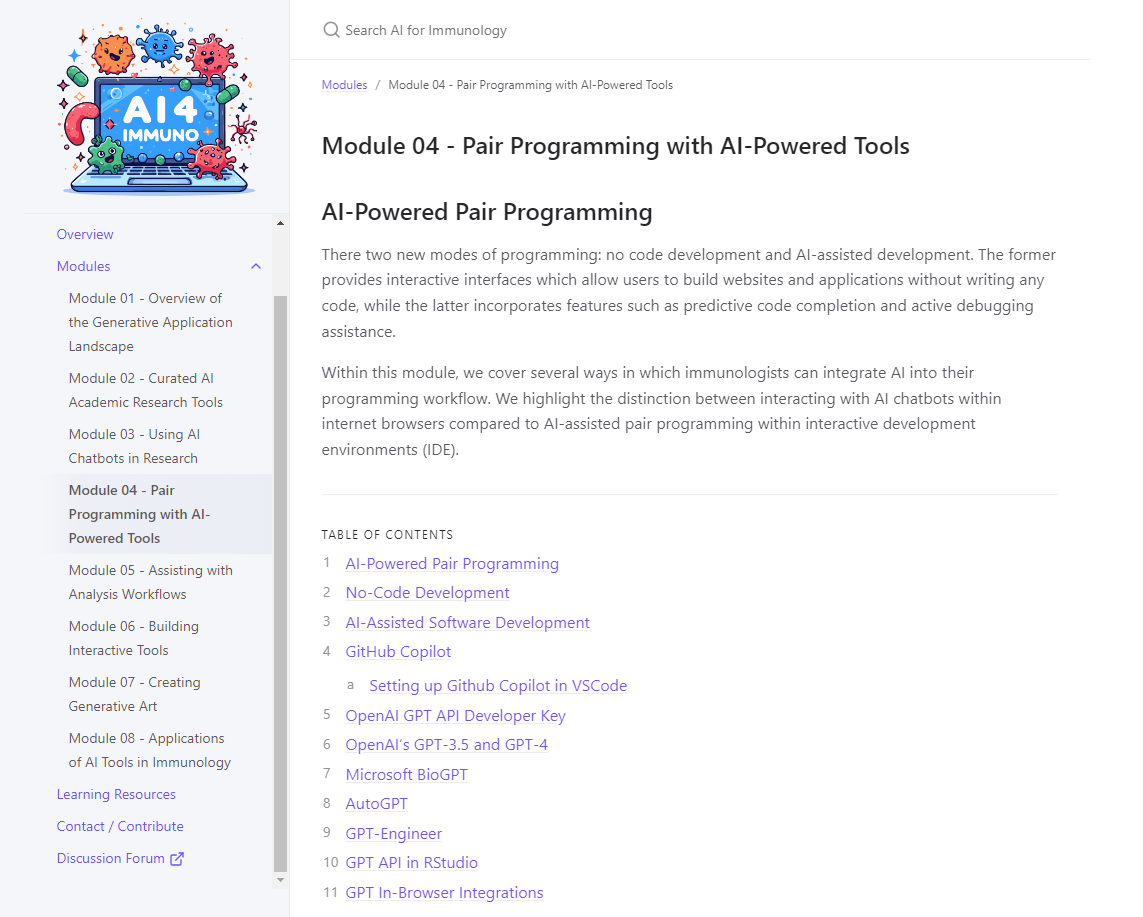 AI4
IMMUNO
Overview
Modules
Module 01 - Overview of
the Generative Application
Landscape
Module 02 - Curated AI
Academic Research Tools
Module 03 - Using AI
Chatbots in Research
Module 04 - Pair
Programming with AI-
Powered Tools
Module 05 - Assisting with
Analysis Workflows
Module 06 - Building
Interactive Tools
Module 07 - Creating
Generative Art
Module 08 - Applications
of AI Tools in Immunology
Learning Resources
Contact / Contribute
Discussion Forum
Search AI for Immunology
Modules / Module 04 - Pair Programming with AI-Powered Tools
Module 04 - Pair Programming with AI-Powered Tools
AI-Powered Pair Programming
There two new modes of programming: no code development and AI-assisted development. The former
provides interactive interfaces which allow users to build websites and applications without writing any
code, while the latter incorporates features such as predictive code completion and active debugging
assistance.
Within this module, we cover several ways in which immunologists can integrate AI into their
programming workflow. We highlight the distinction between interacting with AI chatbots within
internet browsers compared to AI-assisted pair programming within interactive development
environments (IDE).
TABLE OF CONTENTS
1 AI-Powered Pair Programming
2 No-Code Development
3 AI-Assisted Software Development
4 GitHub Copilot
a Setting up Github Copilot in VSCode
5 OpenAI GPT API Developer Key
6 OpenAI’s GPT-3.5 and GPT-4
7 Microsoft BioGPT
8 AutoGPT
9 GPT-Engineer
10 GPT API in RStudio
11 GPT In-Browser Integrations